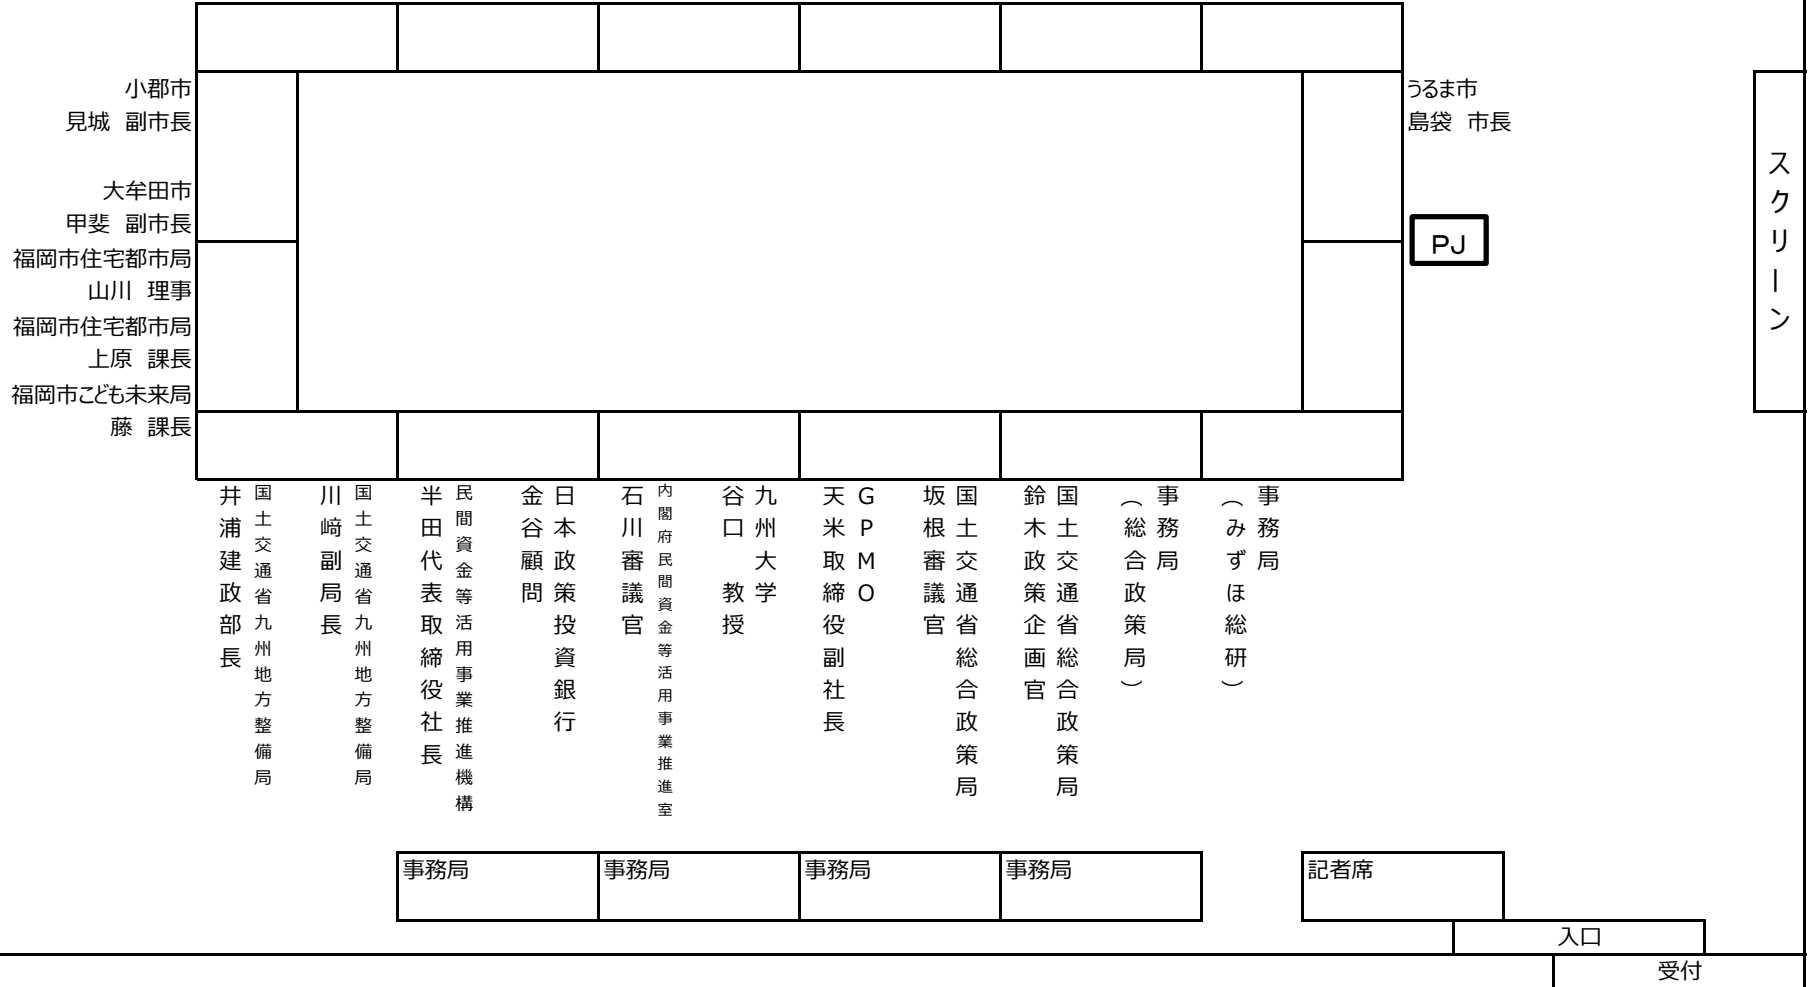 小郡市
見城　副市長
大牟田市
甲斐　副市長
福岡市住宅都市局
山川　理事
福岡市住宅都市局
上原　課長
福岡市こども未来局
藤　課長
うるま市
島袋　市長
PJ
スクリーン
国土交通省九州地方整備局
井浦建政部長
国土交通省九州地方整備局
川﨑副局長
民間資金等活用事業推進機構
半田代表取締役社長
日本政策投資銀行
金谷顧問
内閣府民間資金等活用事業推進室
石川審議官
九州大学
谷口　教授
GPMO
天米取締役副社長
国土交通省総合政策局
坂根審議官
国土交通省総合政策局
鈴木政策企画官
事務局
（総合政策局）
事務局
（みずほ総研）
事務局
事務局
事務局
事務局
記者席
入口
受付